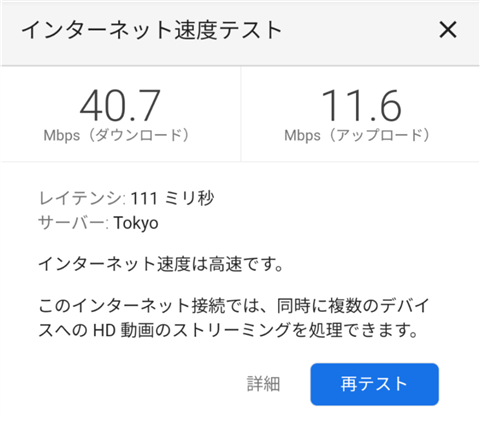 インターネット速度テスト
40.7
Mbps（ダウンロード）
11.6
Mbps（アップロード）
レイテンシ: 111 ミリ秒
サーバー: Tokyo
インターネット速度は高速です。
このインターネット接続では、同時に複数のデバイ
スへの HD 動画のストリーミングを処理できます。
詳細
再テスト